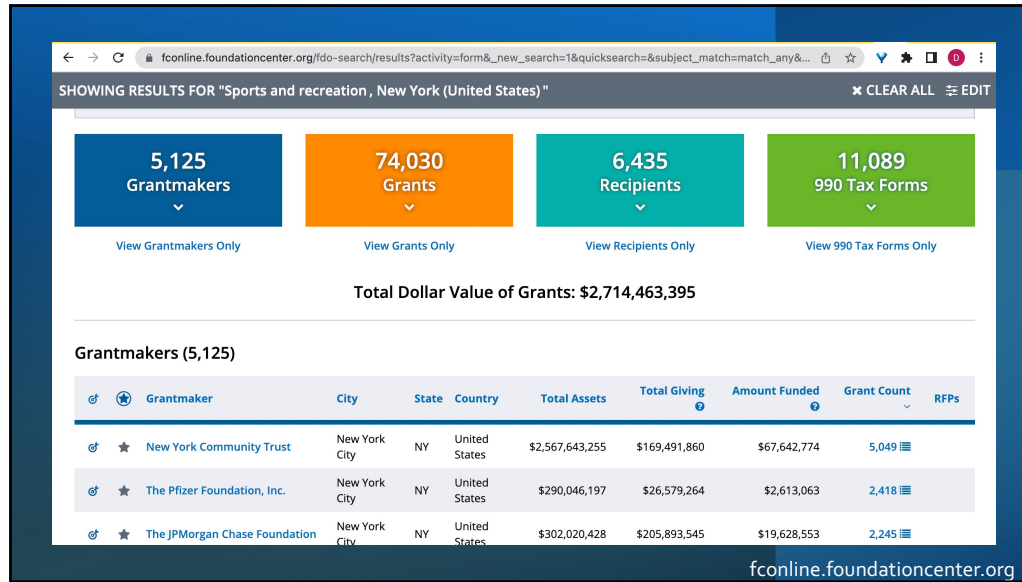 fconline.foundationcenter.org/fdo-search/results?activity=form&_new_search=1&quicksearch=&subject_match=match_any&...
D
SHOWING RESULTS FOR "Sports and recreation , New York (United States) "
CLEAR ALL
EDIT
5,125
Grantmakers
74,030
Grants
6,435
Recipients
11,089
990 Tax Forms
View Grantmakers Only
View Grants Only
View Recipients Only
View 990 Tax Forms Only
Total Dollar Value of Grants: $2,714,463,395
Grantmakers (5,125)
Grantmaker City State Country Total Assets Total Giving ? Amount Funded ? Grant Count RFPs
New York Community Trust New York City NY United States $2,567,643,255 $169,491,860 $67,642,774 5,049
The Pfizer Foundation, Inc. New York City NY United States $290,046,197 $26,579,264 $2,613,063 2,418
The JPMorgan Chase Foundation New York City NY United States $302,020,428 $205,893,545 $19,628,553 2,245
fconline.foundationcenter.org